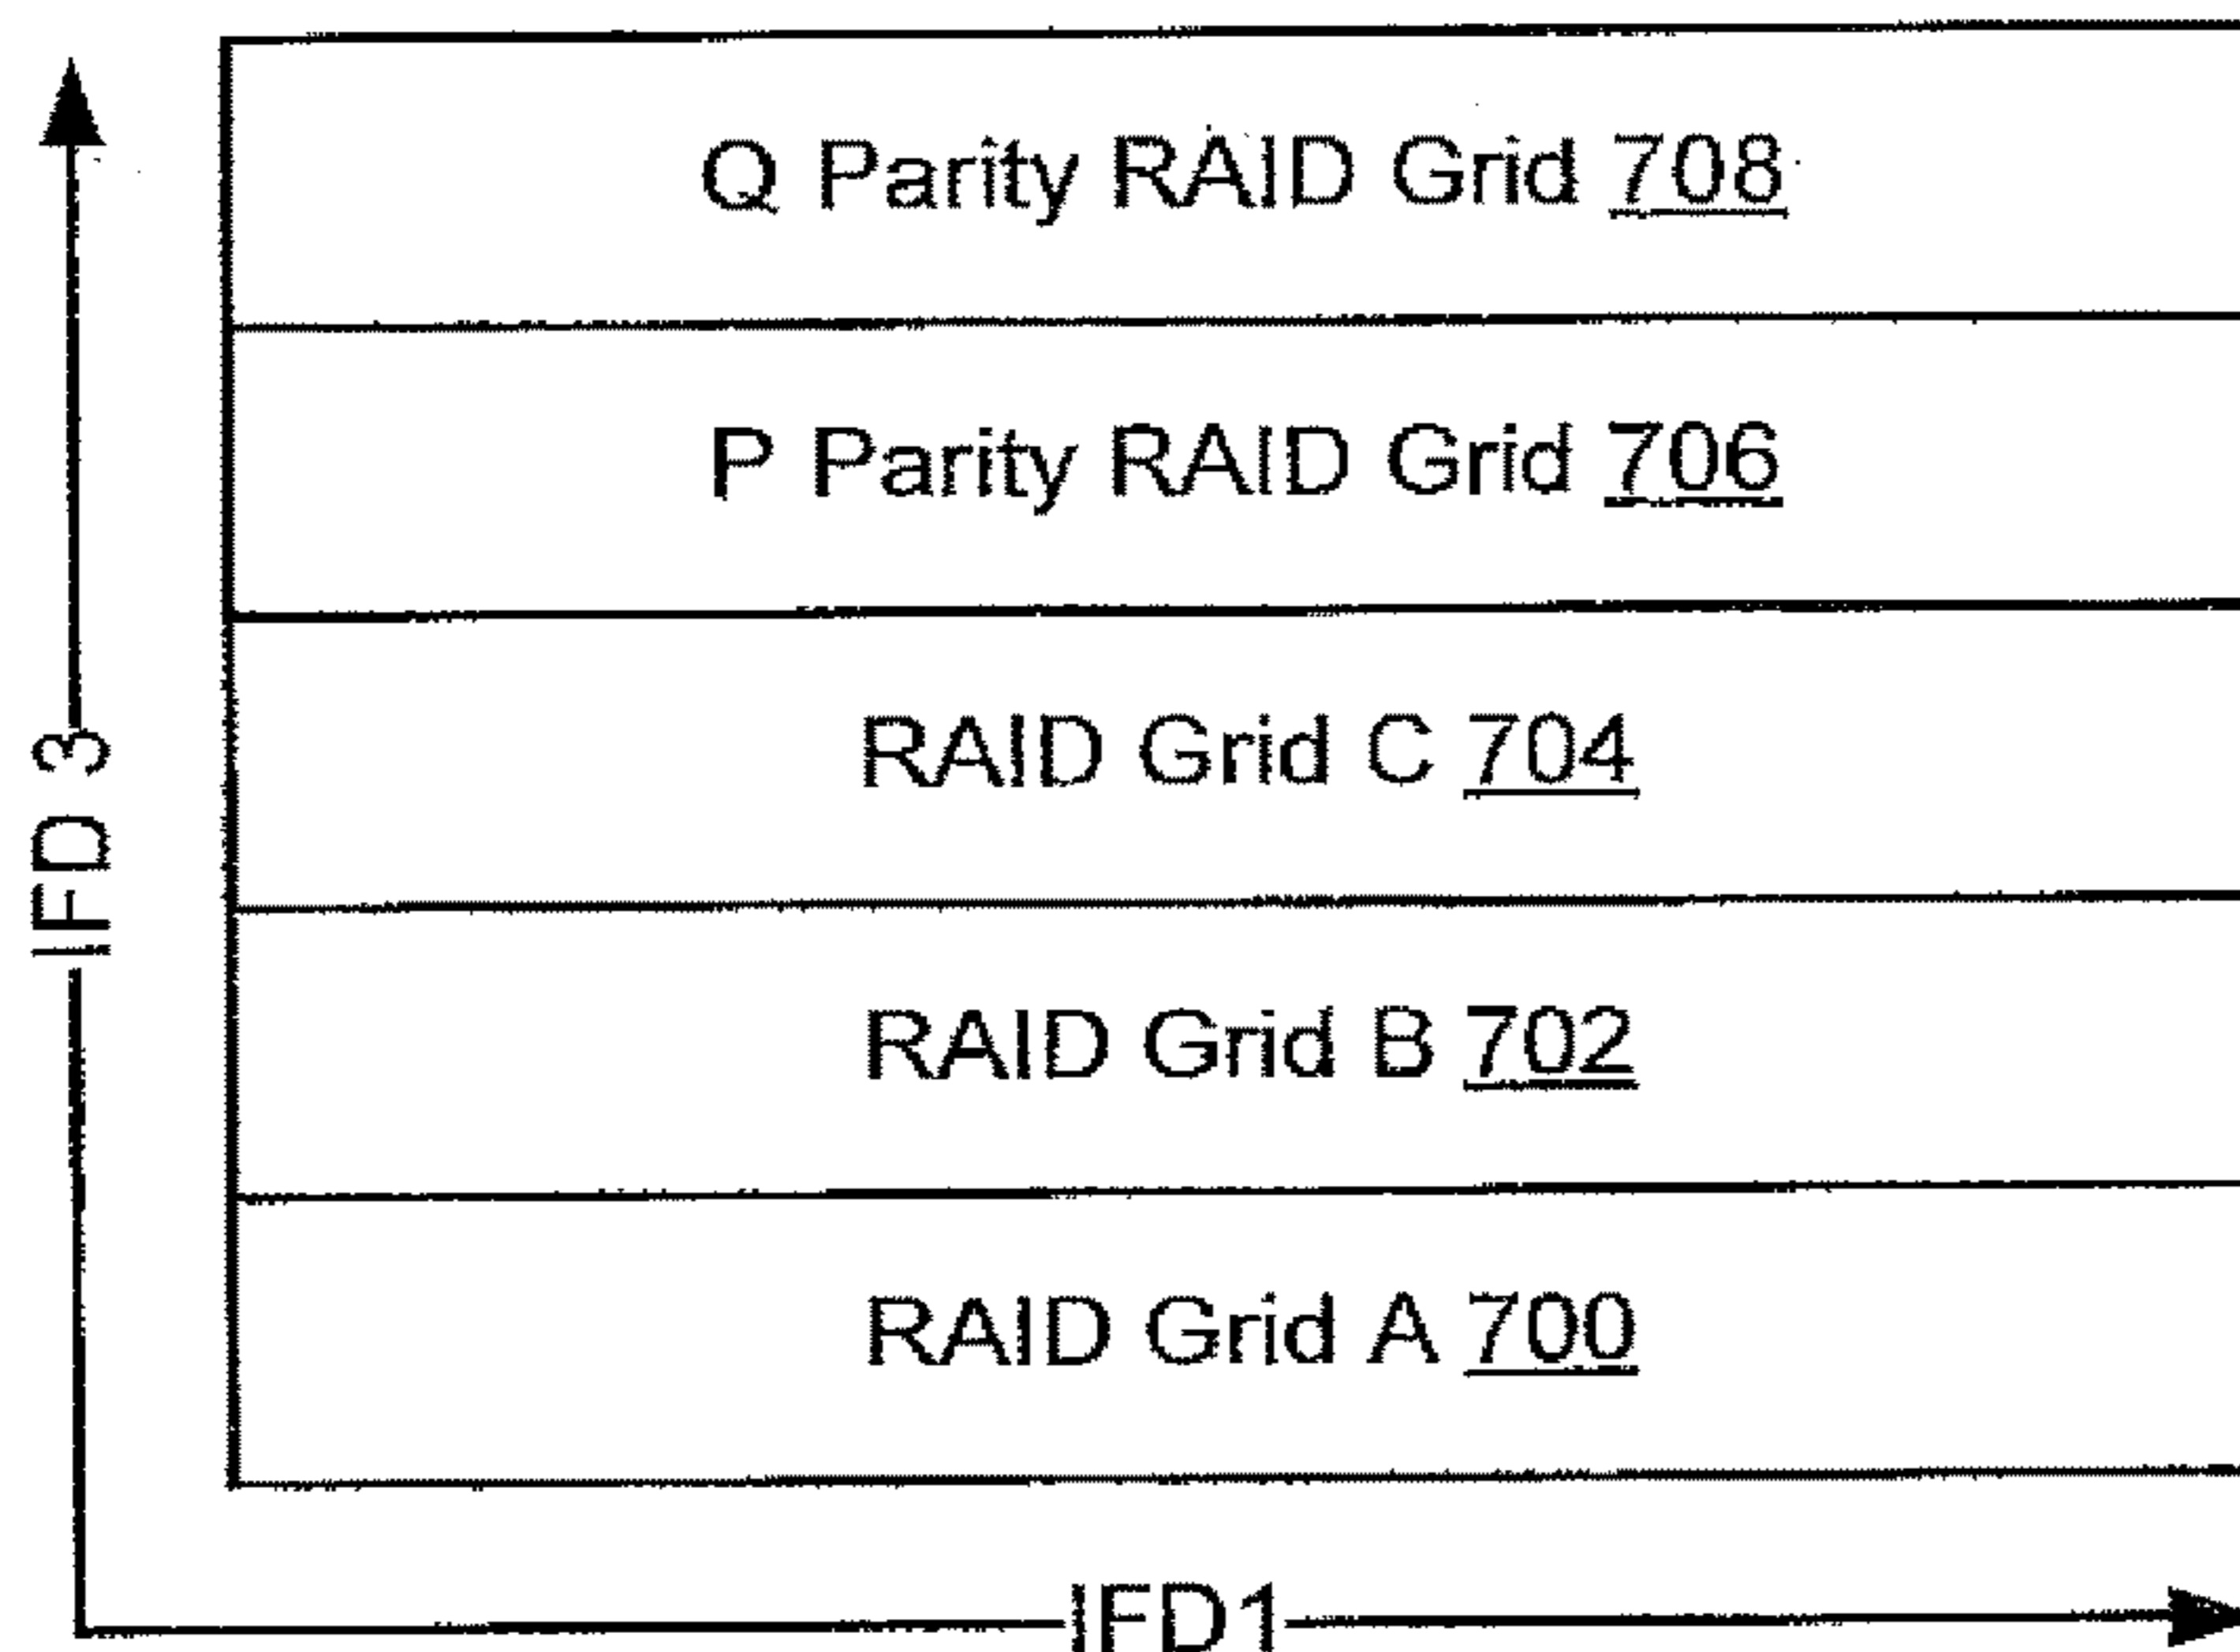 Q Parity RAID Grid 708
P Parity RAID Grid 706
RAID Grid C 704
RAID Grid B 702
RAID Grid A 700
IFD 3
IFD1